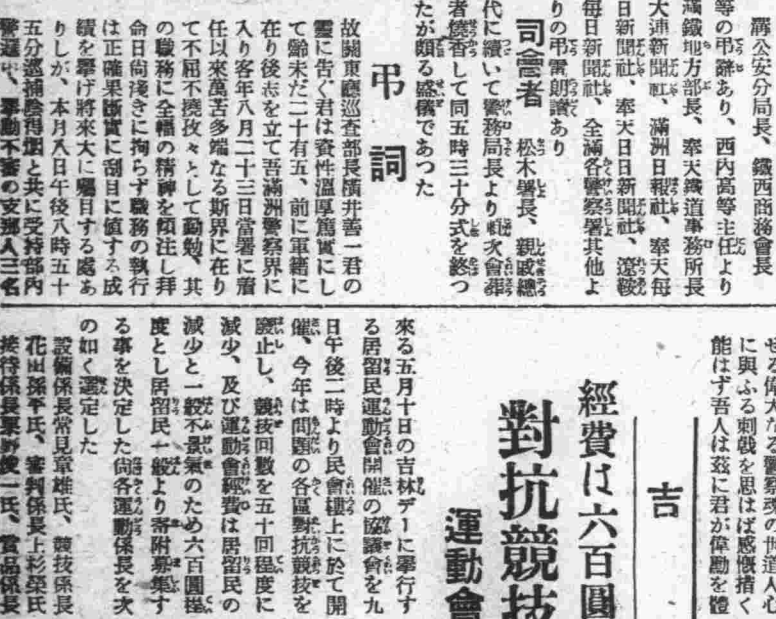 溝公安分局長、鐵西商務會長
等の弔辭あり、西内高等主任より
滿鐵地方部長、奉天鐵道事務所長
大連新聞社、滿洲日報社、奉天每
日新聞社、奉天日日新聞社、遼鞍
每日新聞社、全滿各警察署其他よ
りの弔電朗讀あり
司會者 松木署長、親戚總
代に續いて警務局長より順次會葬
者燒香して同五時三十分式を終つ
たが頗る盛儀であつた
弔詞
故關東廳巡查部長橫井善一君の
靈に告ぐ君は資性溫厚篤實にし
て齡未だ二十有五、前に軍籍に
在り後志を立て吾滿洲警察界に
入り客年八月二十三日當署に着
任以來萬苦多端なる斯界に在り
て不屈不撓孜々として勤勉、其
の職務に全幅の精神を傾注し拜
命日尚淺きに拘らず職務の執行
は正確果斷實に刮目に値する成
績を擧げ將來大に囑目する處あ
りしが、本月八日午後八時五十
五分巡捕陰得と共に受持部内
警邏中、擧動不審の支那人三名
せる偉大なる警察魂の世道人心
に與ふる刺戟を思はば感慨措く
能はず吾人は玆に君が偉勳を體
吉
經費は六百圓
對抗競技
運動會
來る五月十日の吉林デーに擧行す
る居留民運動會開催の協議會を九
日午後二時より民會樓上に於て開
催、今年は問題の各區對抗競技を
廢止し、競技回數を五十回程度に
減少、及び運動會經費は居留民の
減少と一般不景氣のため六百圓程
度とし居留民一般より寄附募集す
る事を決定した尚各運動係長を次
の如く選定した
設備係長常見章雄氏、競技係長
花田孫平氏、審判係長上杉榮氏
接待係長栗野俊一氏、賞品係長